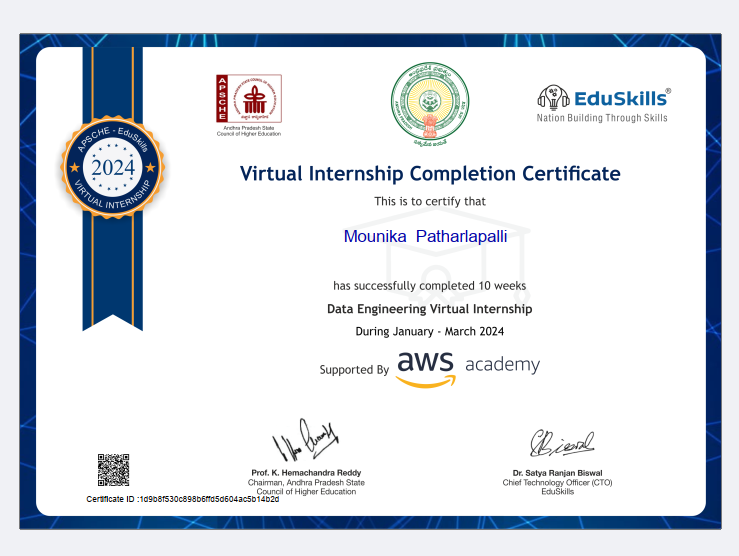 APSCHE - EduSkills
2024
VIRTUAL INTERNSHIP
APSCHE
Andhra Pradesh State
Council of Higher Education
EduSkills®
Nation Building Through Skills
Virtual Internship Completion Certificate
This is to certify that
Mounika Patharlapalli
has successfully completed 10 weeks
Data Engineering Virtual Internship
During January - March 2024
Supported By aws academy
Prof. K. Hemachandra Reddy
Chairman, Andhra Pradesh State
Council of Higher Education
Dr. Satya Ranjan Biswal
Chief Technology Officer (CTO)
EduSkills
Certificate ID :1d9b8f530c898b6ffd5d604ac5b14b2d